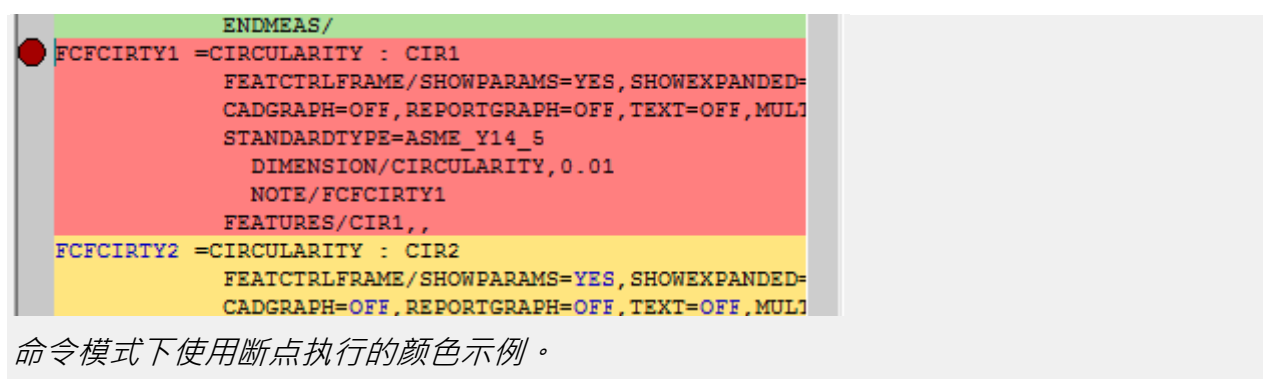 ENDMEAS/
FCFCIRTY1 =CIRCULARITY : CIR1
FEATCTRLFRAME/SHOWPARAMS=YES,SHOWEXPANDED=
CADGRAPH=OFF,REPORTGRAPH=OFF,TEXT=OFF,MULT
STANDARDTYPE=ASME_Y14_5
DIMENSION/CIRCULARITY,0.01
NOTE/FCFCIRTY1
FEATURES/CIR1,,
FCFCIRTY2 =CIRCULARITY : CIR2
FEATCTRLFRAME/SHOWPARAMS=YES,SHOWEXPANDED=
CADGRAPH=OFF,REPORTGRAPH=OFF,TEXT=OFF,MULT
命令模式下使用断点执行的颜色示例。